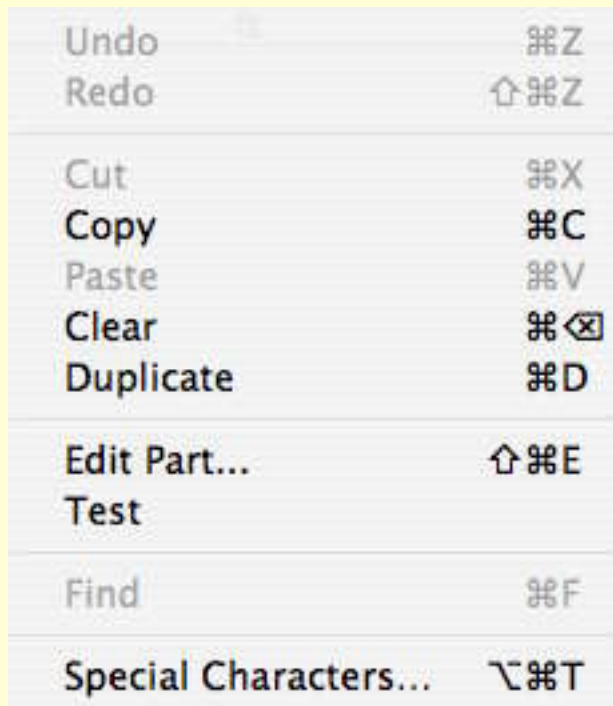 Undo ⌘Z
Redo ⇧⌘Z
Cut ⌘X
Copy ⌘C
Paste ⌘V
Clear ⌘⌫
Duplicate ⌘D
Edit Part... ⇧⌘E
Test
Find ⌘F
Special Characters... ⌥⌘T